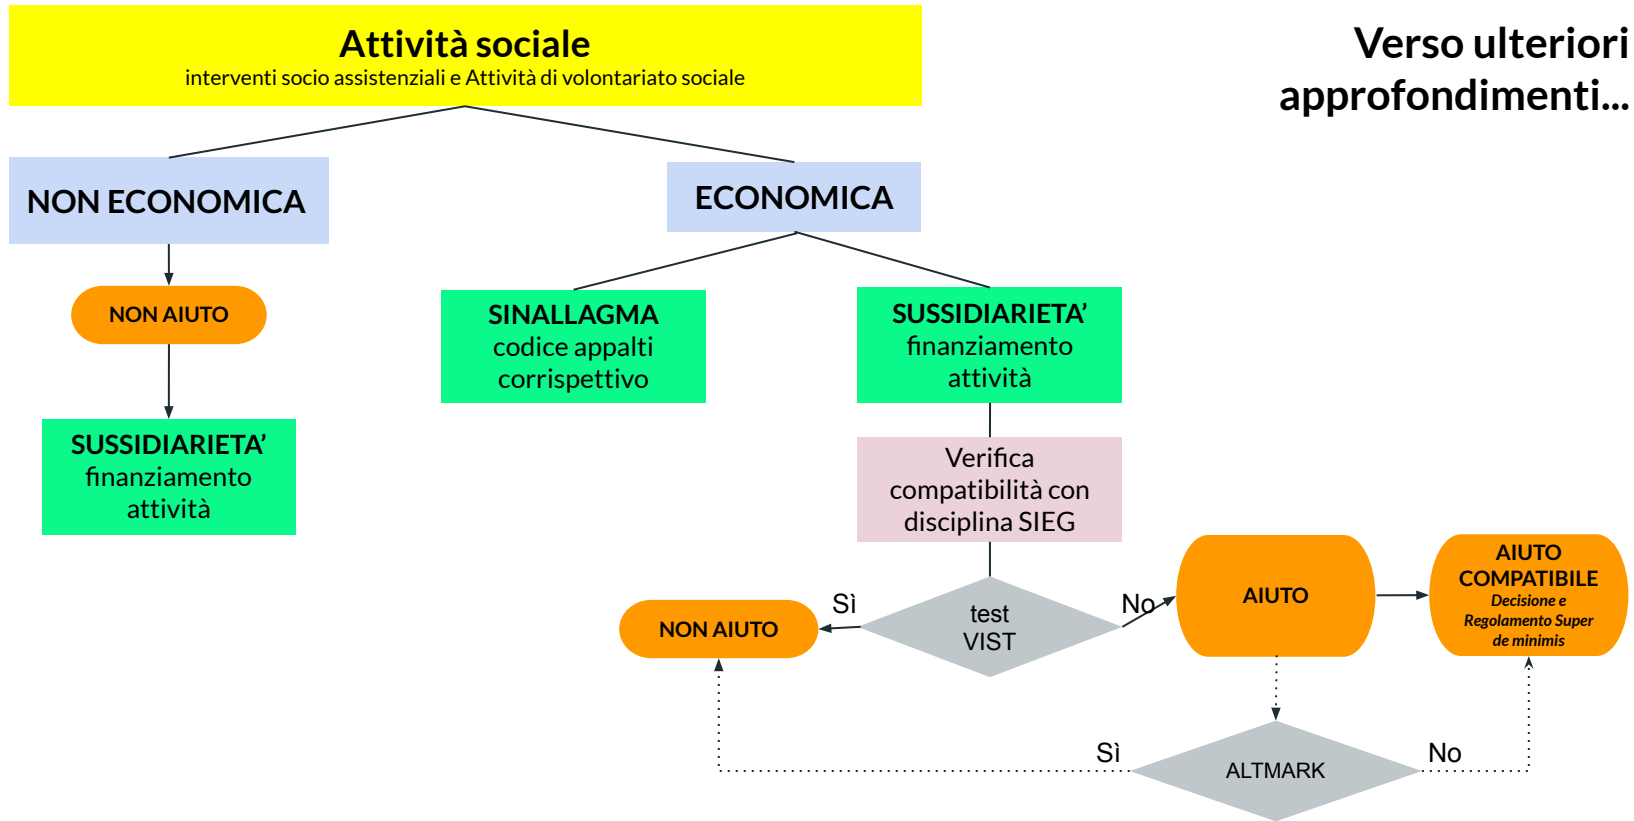 Attività sociale
interventi socio assistenziali e Attività di volontariato sociale
Verso ulteriori
approfondimenti...
NON ECONOMICA
ECONOMICA
NON AIUTO
SUSSIDIARIETA’
finanziamento
attività
SINALLAGMA
codice appalti
corrispettivo
SUSSIDIARIETA’
finanziamento
attività
Verifica
compatibilità con
disciplina SIEG
test
VIST
Sì
No
NON AIUTO
AIUTO
AIUTO
COMPATIBILE
Decisione e
Regolamento Super
de minimis
ALTMARK
Sì
No